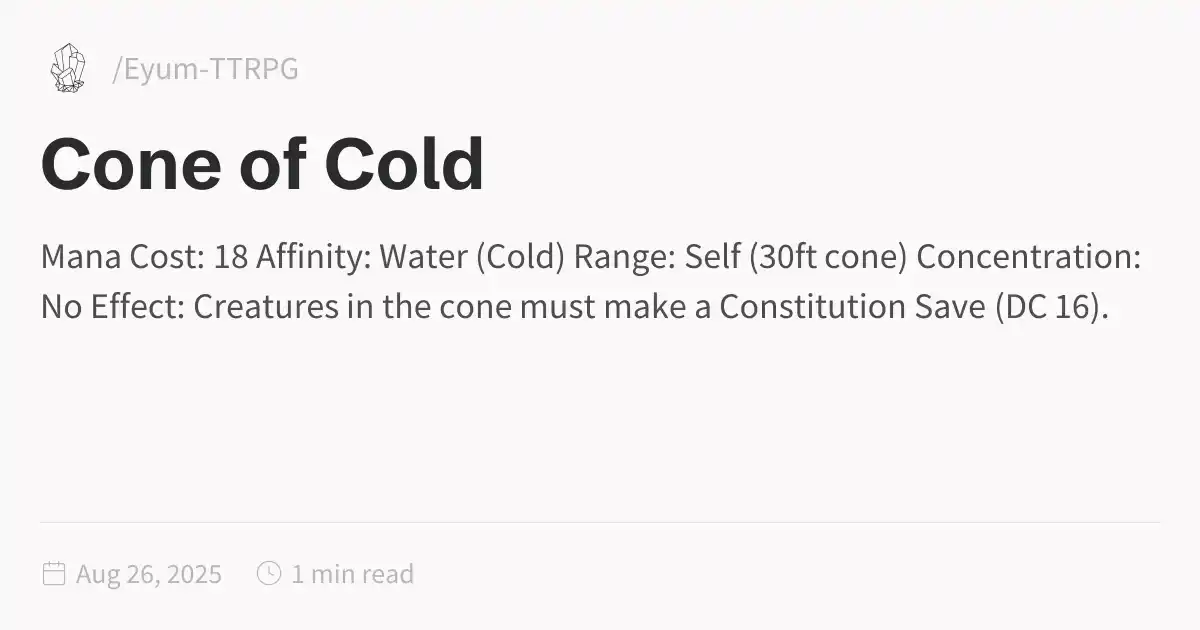 /Eyum-TTRPG
Cone of Cold
Mana Cost: 18 Affinity: Water (Cold) Range: Self (30ft cone) Concentration:
No Effect: Creatures in the cone must make a Constitution Save (DC 16).
Aug 26, 2025 1 min read